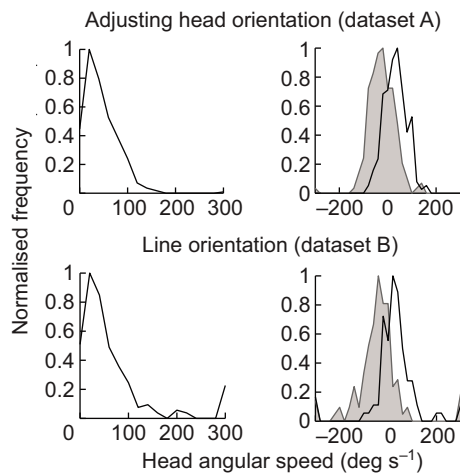 Adjusting head orientation (dataset A)
1 1
0.8 0.8
0.6 0.6
0.4 0.4
0.2 0.2
0 100 200 300 −200 0 200
Line orientation (dataset B)
1 1
0.8 0.8
0.6 0.6
0.4 0.4
0.2 0.2
0 0
0 100 200 300 −200 0 200
Normalised frequency
Head angular speed (deg s⁻¹)